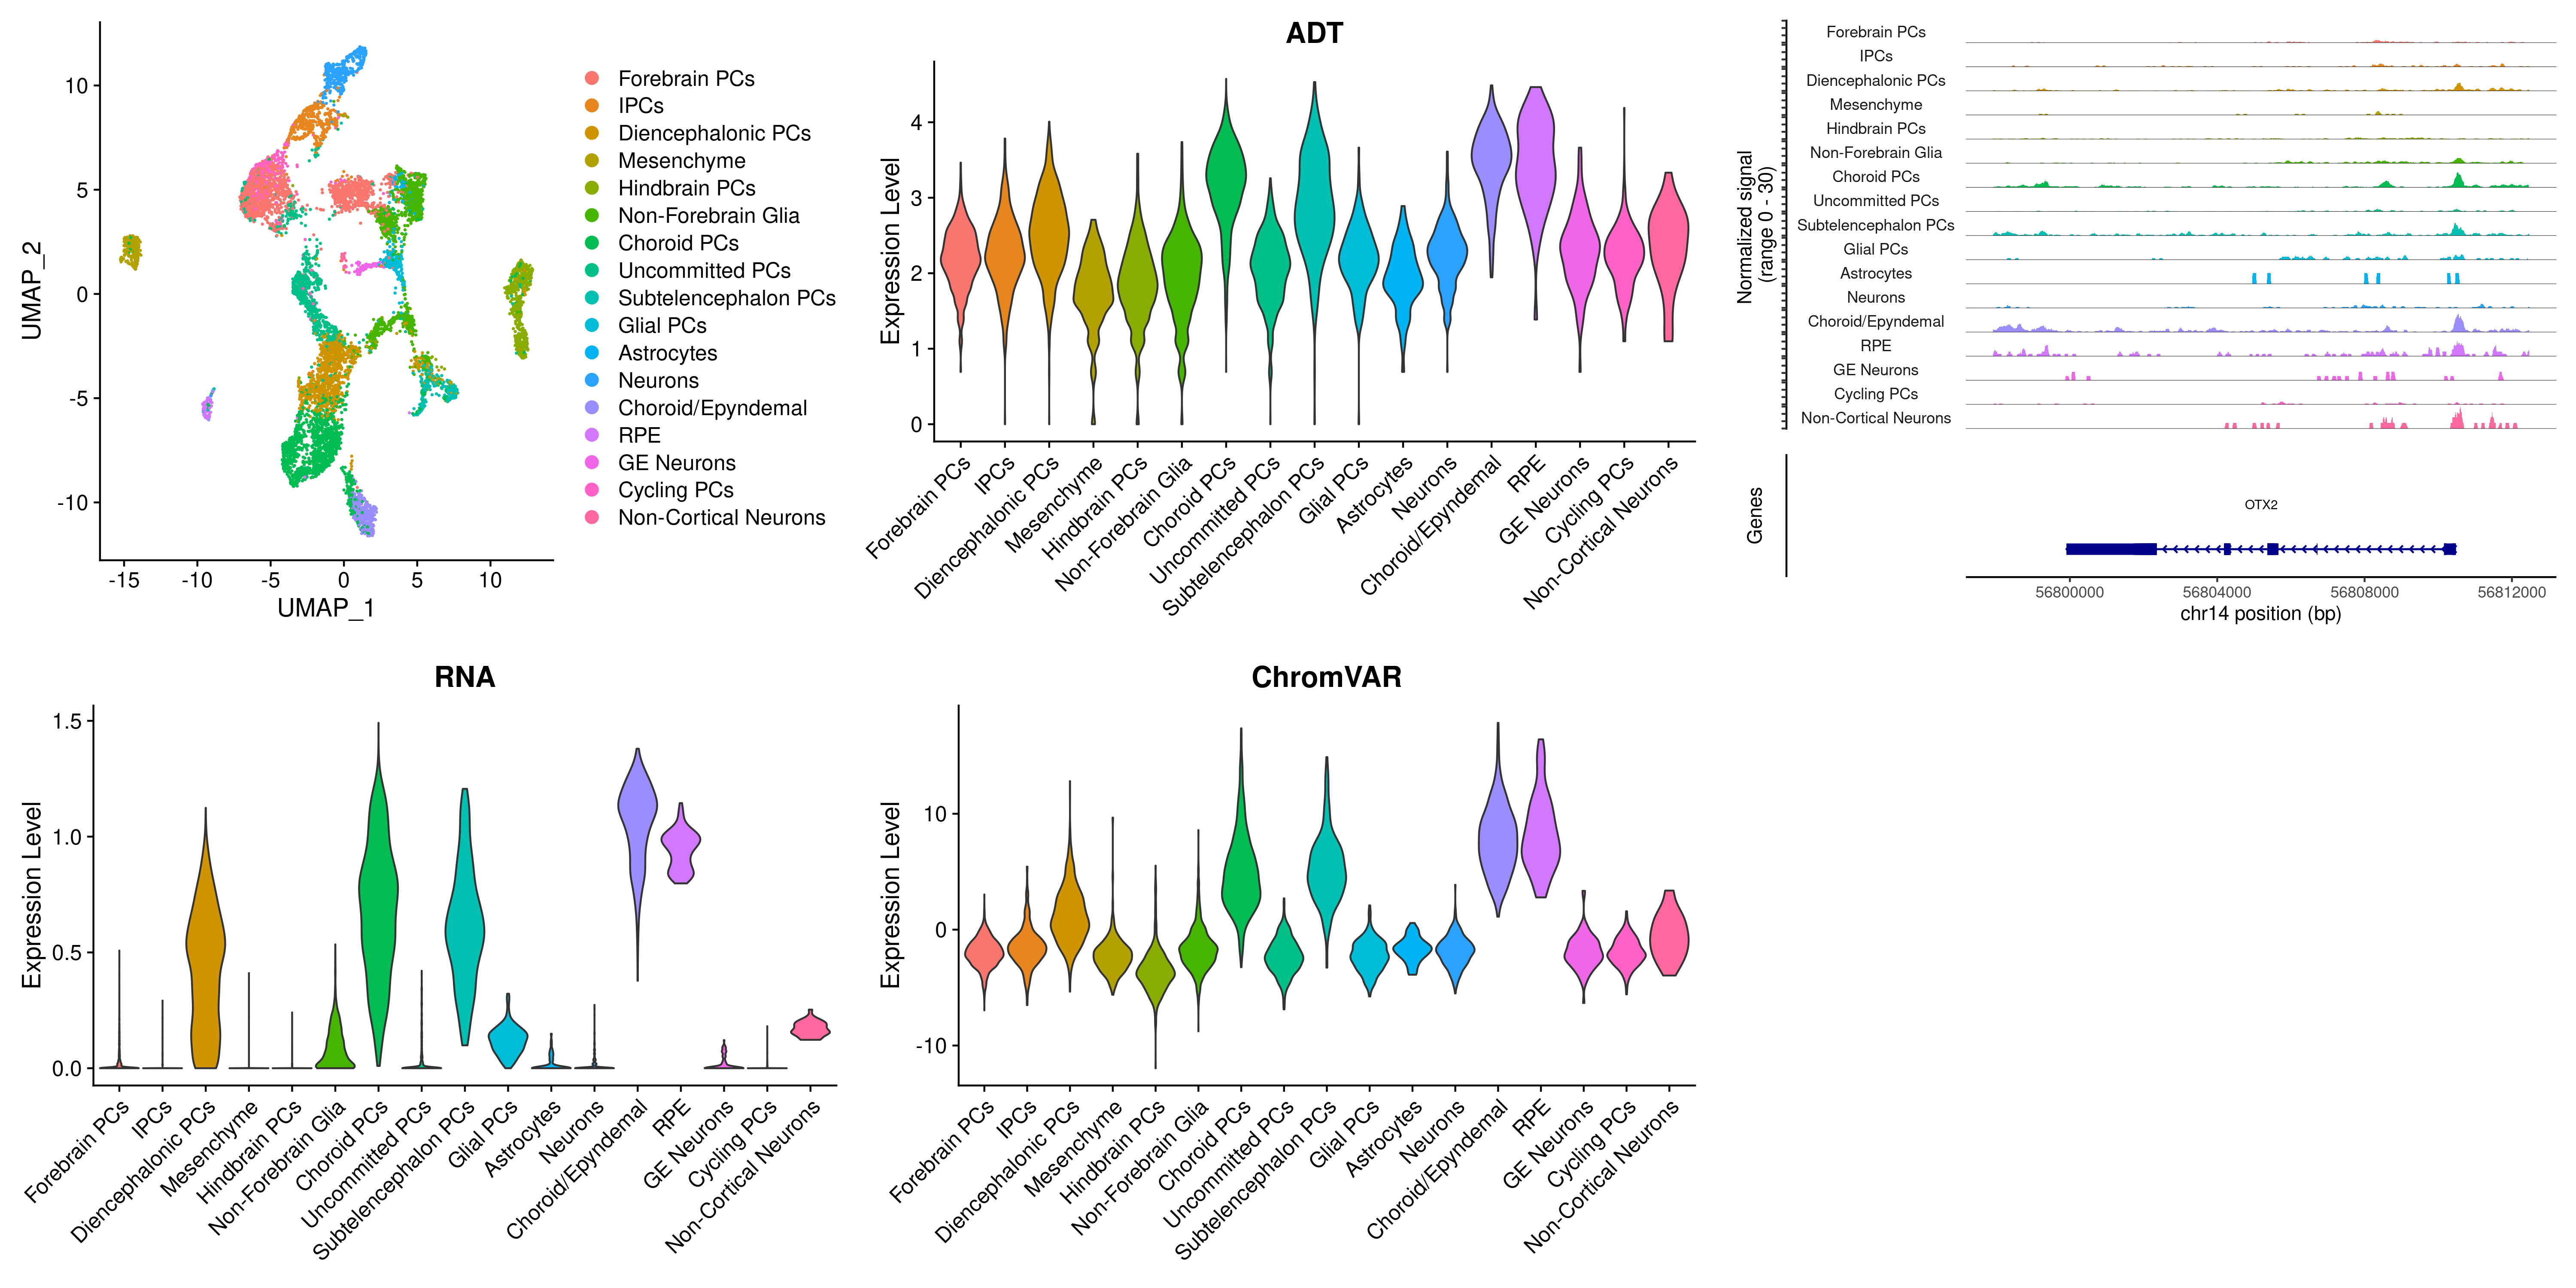 UMAP_2
10
5
0
-5
-10
-15
-10
-5
0
5
10
UMAP_1
Forebrain PCs
IPCs
Diencephalonic PCs
Mesenchyme
Hindbrain PCs
Non-Forebrain Glia
Choroid PCs
Uncommitted PCs
Subtelencephalon PCs
Glial PCs
Astrocytes
Neurons
Choroid/Epyndemal
RPE
GE Neurons
Cycling PCs
Non-Cortical Neurons
ADT
Expression Level
4
3
2
1
0
Forebrain PCs
IPCs
Diencephalonic PCs
Mesenchyme
Hindbrain PCs
Non-Forebrain Glia
Choroid PCs
Uncommitted PCs
Subtelencephalon PCs
Glial PCs
Astrocytes
Neurons
Choroid/Epyndemal
RPE
GE Neurons
Cycling PCs
Non-Cortical Neurons
Normalized signal
(range 0 - 30)
Forebrain PCs
IPCs
Diencephalonic PCs
Mesenchyme
Hindbrain PCs
Non-Forebrain Glia
Choroid PCs
Uncommitted PCs
Subtelencephalon PCs
Glial PCs
Astrocytes
Neurons
Choroid/Epyndemal
RPE
GE Neurons
Cycling PCs
Non-Cortical Neurons
Genes
OTX2
56800000
56804000
56808000
56812000
chr14 position (bp)
RNA
Expression Level
1.5
1.0
0.5
0.0
Forebrain PCs
IPCs
Diencephalonic PCs
Mesenchyme
Hindbrain PCs
Non-Forebrain Glia
Choroid PCs
Uncommitted PCs
Subtelencephalon PCs
Glial PCs
Astrocytes
Neurons
Choroid/Epyndemal
RPE
GE Neurons
Cycling PCs
Non-Cortical Neurons
ChromVAR
Expression Level
10
0
-10
Forebrain PCs
IPCs
Diencephalonic PCs
Mesenchyme
Hindbrain PCs
Non-Forebrain Glia
Choroid PCs
Uncommitted PCs
Subtelencephalon PCs
Glial PCs
Astrocytes
Neurons
Choroid/Epyndemal
RPE
GE Neurons
Cycling PCs
Non-Cortical Neurons